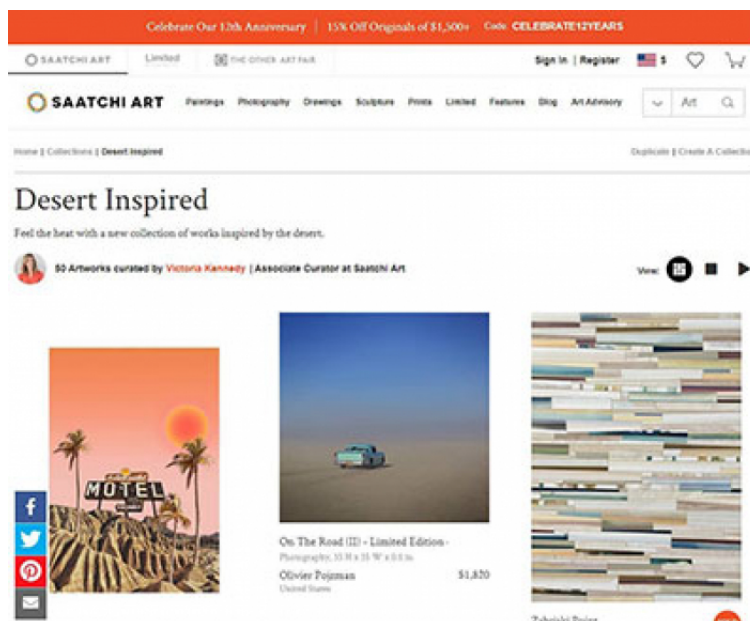 Celebrate Our 12th Anniversary | 15% Off Originals of $1,500+ Code: CELEBRATE12YEARS
SAATCHI ART Limited THE OTHER ART FAIR Sign In | Register $
SAATCHI ART Paintings Photography Drawings Sculpture Prints Limited Features Blog Art Advisory Art
Home || Collections || Desert Inspired Duplicate || Create A Collection
Desert Inspired
Feel the heat with a new collection of works inspired by the desert.
50 Artworks curated by Victoria Kennedy | Associate Curator at Saatchi Art View:
MOTEL
On The Road (II) - Limited Edition -
Photography,
Olivier $1,820
United States